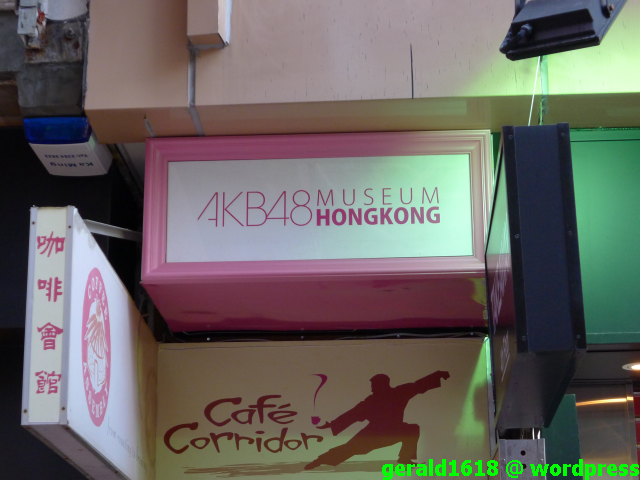 AKB48 MUSEUM
HONGKONG
咖啡會館
Café
Corridor
gerald1618 @ wordpress